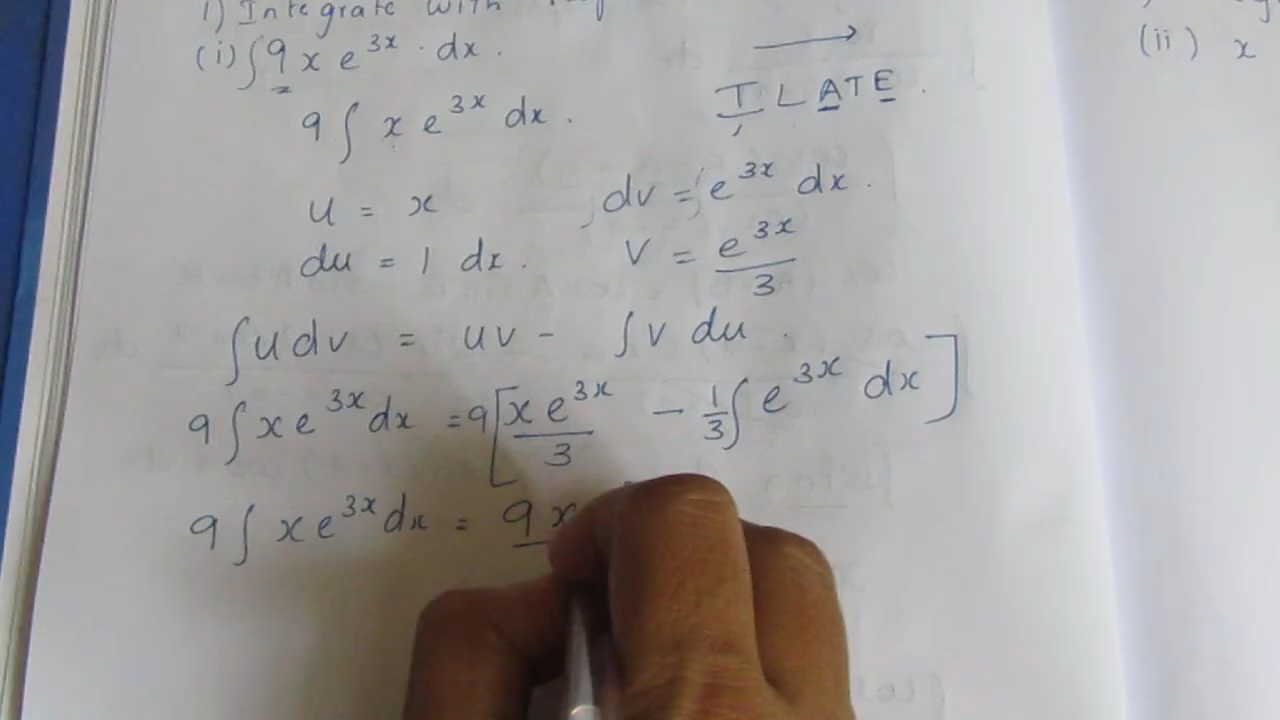 1) Integrate with
(i) ∫ 9 x e^{3x} . dx .
9 ∫ x e^{3x} dx .
I L A T E .
u = x dv = e^{3x} dx .
du = 1 dx . v = e^{3x}/3
∫ u dv = uv - ∫ v du .
9 ∫ x e^{3x} dx = 9 [ x e^{3x}/3 - 1/3 ∫ e^{3x} dx ]
9 ∫ x e^{3x} dx = 9x
(ii) x